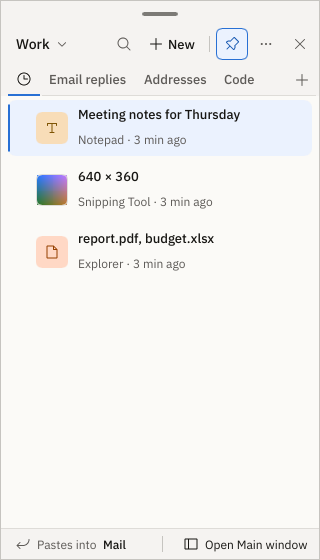 Work
New
Email replies
Addresses
Code
T
Meeting notes for Thursday
Notepad · 3 min ago
640 × 360
Snipping Tool · 3 min ago
report.pdf, budget.xlsx
Explorer · 3 min ago
Pastes into Mail
Open Main window